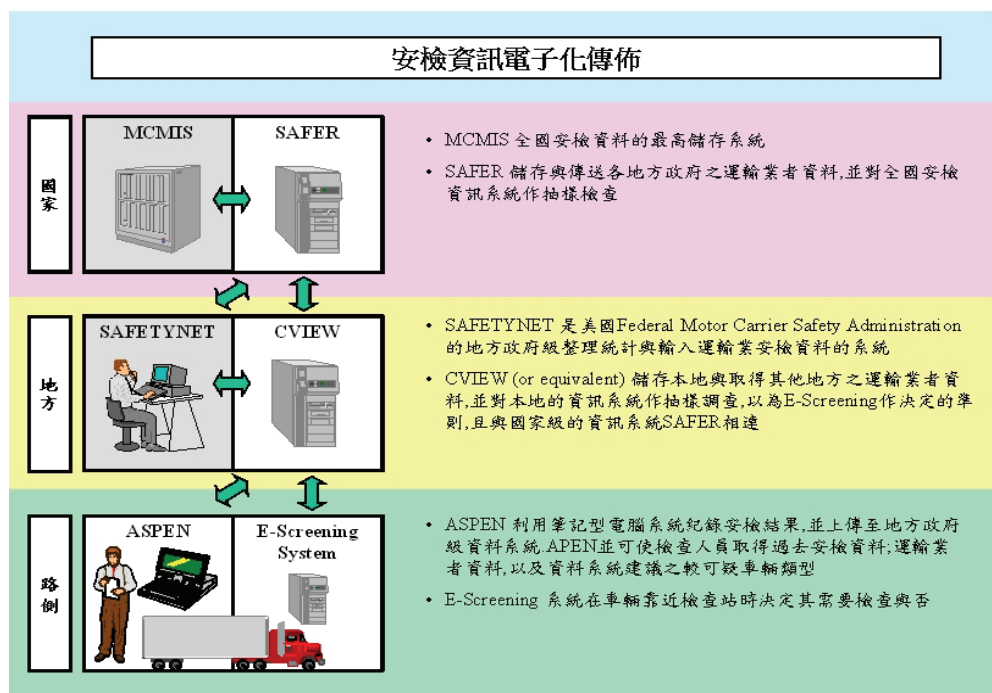 安檢資訊電子化傳佈
國家
MCMIS
SAFER
• MCMIS 全國安檢資料的最高儲存系統
• SAFER 儲存與傳送各地方政府之運輸業者資料,並對全國安檢
資訊系統作抽樣檢查
地方
SAFETYNET
CVIEW
• SAFETYNET 是美國Federal Motor Carrier Safety Administration
的地方政府級整理統計與輸入運輸業安檢資料的系統
• CVIEW (or equivalent) 儲存本地與取得其他地方之運輸業者資
料,並對本地的資訊系統作抽樣調查,以為E-Screening作決定的準
則,且與國家級的資訊系統SAFER相連
路側
ASPEN
E-Screening
System
• ASPEN 利用筆記型電腦系統紀錄安檢結果,並上傳至地方政府
級資料系統.APEN並可使檢查人員取得過去安檢資料;運輸業
者資料,以及資料系統建議之較可疑車輛類型
• E-Screening 系統在車輛靠近檢查站時決定其需要檢查與否